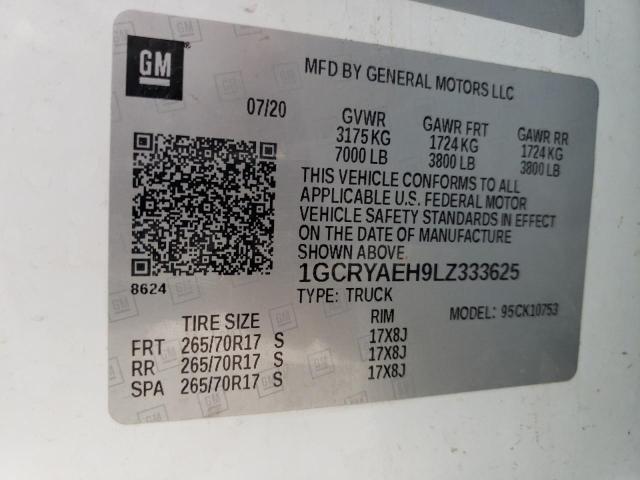 GM
MFD BY GENERAL MOTORS LLC
07/20
GVWR GAWR FRT GAWR RR
3175 KG 1724 KG 1724 KG
7000 LB 3800 LB 3800 LB
THIS VEHICLE CONFORMS TO ALL
APPLICABLE U.S. FEDERAL MOTOR
VEHICLE SAFETY STANDARDS IN EFFECT
ON THE DATE OF MANUFACTURE
SHOWN ABOVE.
8624
1GCRYAEH9LZ333625
TYPE: TRUCK MODEL: 95CK10753
TIRE SIZE RIM
FRT 265/70R17 S 17X8J
RR 265/70R17 S 17X8J
SPA 265/70R17 S 17X8J